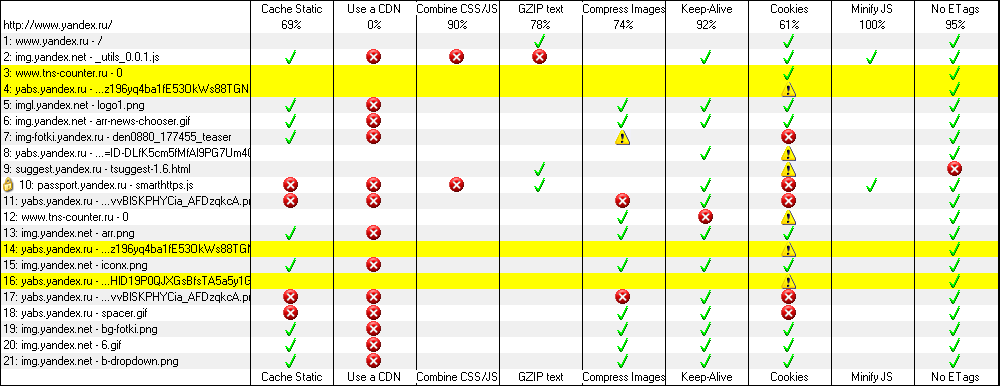 Cache Static Use a CDN Combine CSS/JS GZIP text Compress Images Keep-Alive Cookies Minify JS No ETags
http://www.yandex.ru/ 69% 0% 90% 78% 74% 92% 61% 100% 95%
1: www.yandex.ru - /
2: img.yandex.net - _utils_0.0.1.js
3: www.tns-counter.ru - 0
4: yabs.yandex.ru - ...z196yq4ba1fE53OkWs88TGN
5: imgl.yandex.net - logo1.png
6: img.yandex.net - arr-news-chooser.gif
7: img-fotki.yandex.ru - den0880_177455_teaser
8: yabs.yandex.ru - ...=ID-DLfK5cm5fMfAl9PG7Um40
9: suggest.yandex.ru - tsuggest-1.6.html
10: passport.yandex.ru - smarthttps.js
11: yabs.yandex.ru - ...vvBlSKPHYCia_AFDzqkcA.pr
12: www.tns-counter.ru - 0
13: img.yandex.net - arr.png
14: yabs.yandex.ru - ...z196yq4ba1fE53OkWs88TGN
15: img.yandex.net - iconx.png
16: yabs.yandex.ru - ...HID19P0QJXGsBfsTA5a5y1G
17: yabs.yandex.ru - ...vvBlSKPHYCia_AFDzqkcA.pr
18: yabs.yandex.ru - spacer.gif
19: img.yandex.net - bg-fotki.png
20: img.yandex.net - 6.gif
21: img.yandex.net - b-dropdown.png
Cache Static Use a CDN Combine CSS/JS GZIP text Compress Images Keep-Alive Cookies Minify JS No ETags